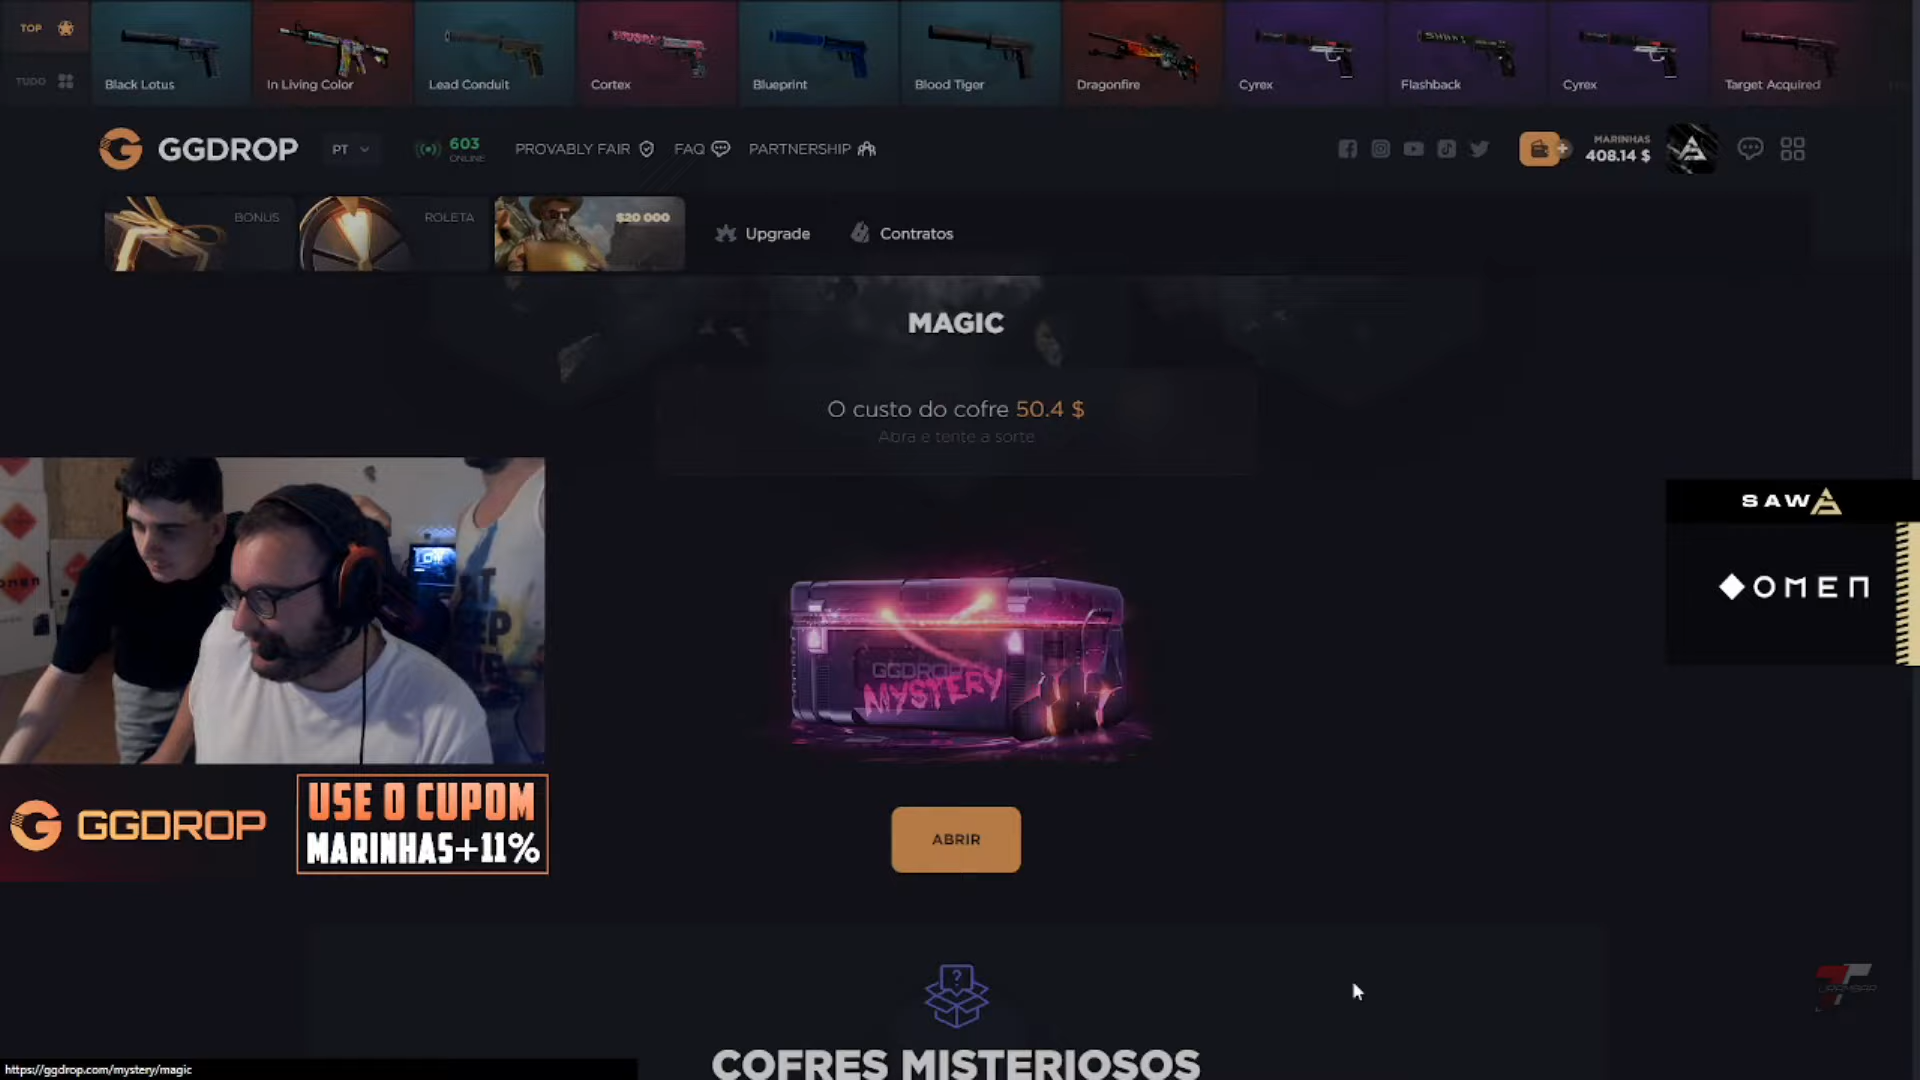 TOP
TUDO
Black Lotus
In Living Color
Lead Conduit
Cortex
Blueprint
Blood Tiger
Dragonfire
Cyrex
Flashback
Cyrex
Target Acquired
GGDROP
PT
603
ONLINE
PROVABLY FAIR
FAQ
PARTNERSHIP
MARINHAS
408.14 $
BONUS
ROLETA
$20 000
Upgrade
Contratos
MAGIC
O custo do cofre 50.4 $
Abra e tente a sorte
SAW
OMEN
GGDROP
MYSTERY
GGDROP
USE O CUPOM
MARINHAS+11%
ABRIR
COFRES MISTERIOSOS
https://ggdrop.com/mystery/magic